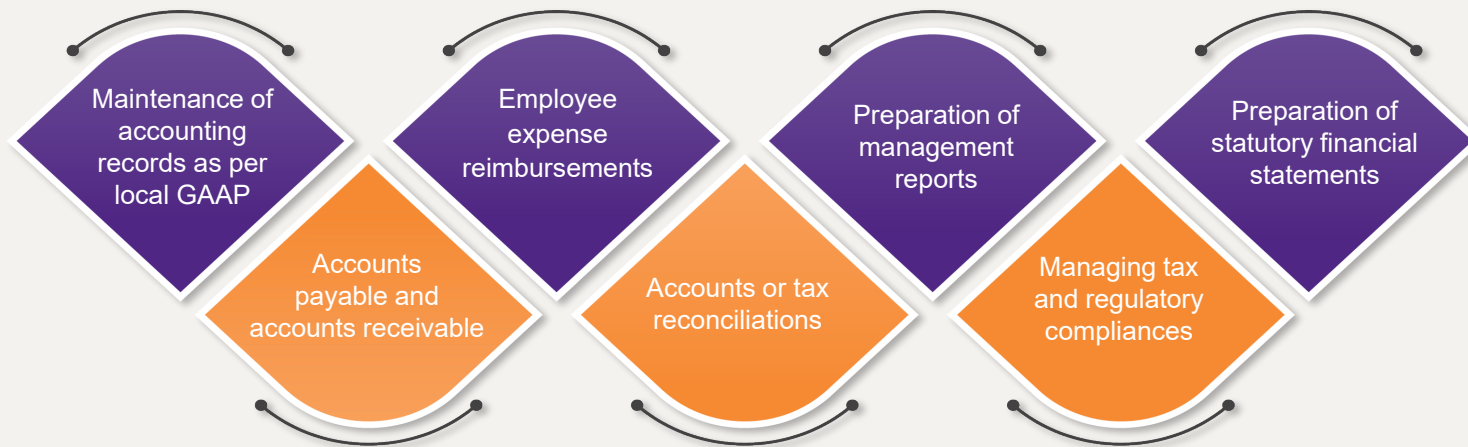 Maintenance of
accounting
records as per
local GAAP
Accounts
payable and
accounts receivable
Employee
expense
reimbursements
Accounts or tax
reconciliations
Preparation of
management
reports
Managing tax
and regulatory
compliances
Preparation of
statutory financial
statements